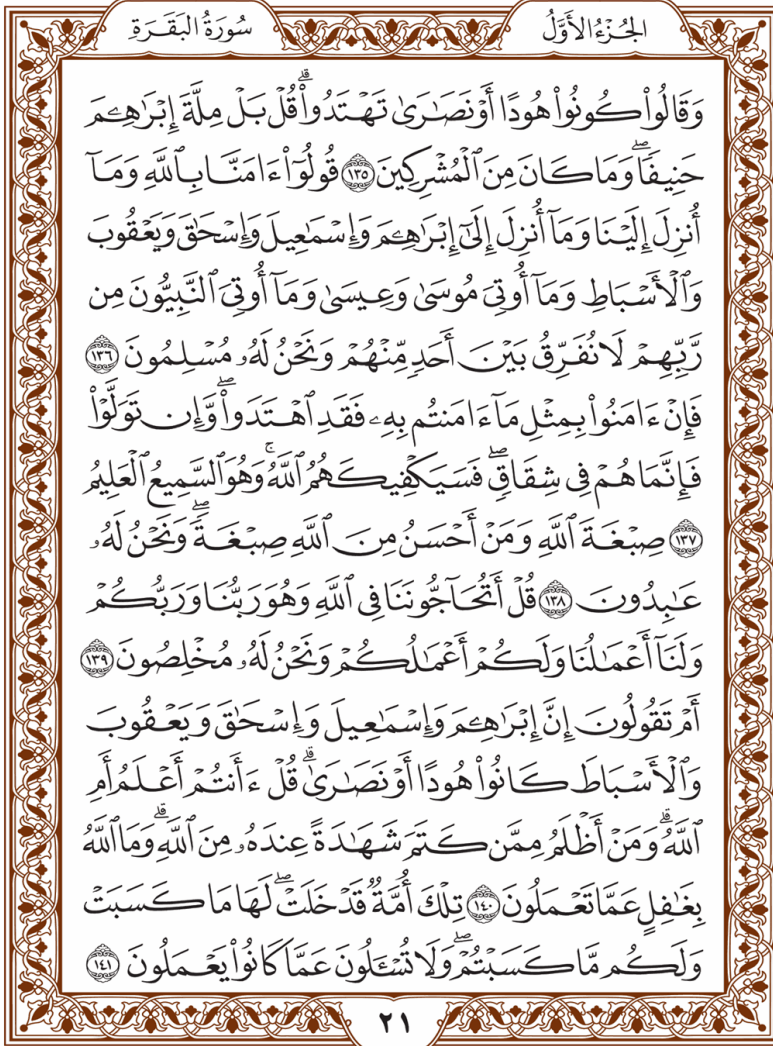 سُورَةُ البَقَرَةِ
الجُزْءُ الأَوَّلُ
وَقَالُوا۟ كُونُوا۟ هُودًا أَوْ نَصَـٰرَىٰ تَهْتَدُوا۟ ۗ قُلْ بَلْ مِلَّةَ إِبْرَٰهِـۧمَ
حَنِيفًا ۖ وَمَا كَانَ مِنَ ٱلْمُشْرِكِينَ ١٣٥ قُولُوٓا۟ ءَامَنَّا بِٱللَّهِ وَمَآ
أُنزِلَ إِلَيْنَا وَمَآ أُنزِلَ إِلَىٰٓ إِبْرَٰهِـۧمَ وَإِسْمَـٰعِيلَ وَإِسْحَـٰقَ وَيَعْقُوبَ
وَٱلْأَسْبَاطِ وَمَآ أُوتِىَ مُوسَىٰ وَعِيسَىٰ وَمَآ أُوتِىَ ٱلنَّبِيُّونَ مِن
رَّبِّهِمْ لَا نُفَرِّقُ بَيْنَ أَحَدٍ مِّنْهُمْ وَنَحْنُ لَهُۥ مُسْلِمُونَ ١٣٦
فَإِنْ ءَامَنُوا۟ بِمِثْلِ مَآ ءَامَنتُم بِهِۦ فَقَدِ ٱهْتَدَوا۟ ۖ وَّإِن تَوَلَّوْا۟
فَإِنَّمَا هُمْ فِى شِقَاقٍ ۖ فَسَيَكْفِيكَهُمُ ٱللَّهُ ۚ وَهُوَ ٱلسَّمِيعُ ٱلْعَلِيمُ
١٣٧ صِبْغَةَ ٱللَّهِ ۖ وَمَنْ أَحْسَنُ مِنَ ٱللَّهِ صِبْغَةً ۖ وَنَحْنُ لَهُۥ
عَـٰبِدُونَ ١٣٨ قُلْ أَتُحَآجُّونَنَا فِى ٱللَّهِ وَهُوَ رَبُّنَا وَرَبُّكُمْ
وَلَنَآ أَعْمَـٰلُنَا وَلَكُمْ أَعْمَـٰلُكُمْ وَنَحْنُ لَهُۥ مُخْلِصُونَ ١٣٩
أَمْ تَقُولُونَ إِنَّ إِبْرَٰهِـۧمَ وَإِسْمَـٰعِيلَ وَإِسْحَـٰقَ وَيَعْقُوبَ
وَٱلْأَسْبَاطَ كَانُوا۟ هُودًا أَوْ نَصَـٰرَىٰ ۗ قُلْ ءَأَنتُمْ أَعْلَمُ أَمِ
ٱللَّهُ ۗ وَمَنْ أَظْلَمُ مِمَّن كَتَمَ شَهَـٰدَةً عِندَهُۥ مِنَ ٱللَّهِ ۗ وَمَا ٱللَّهُ
بِغَـٰفِلٍ عَمَّا تَعْمَلُونَ ١٤٠ تِلْكَ أُمَّةٌ قَدْ خَلَتْ ۖ لَهَا مَا كَسَبَتْ
وَلَكُم مَّا كَسَبْتُمْ ۖ وَلَا تُسْـَٔلُونَ عَمَّا كَانُوا۟ يَعْمَلُونَ ١٤١
٢١